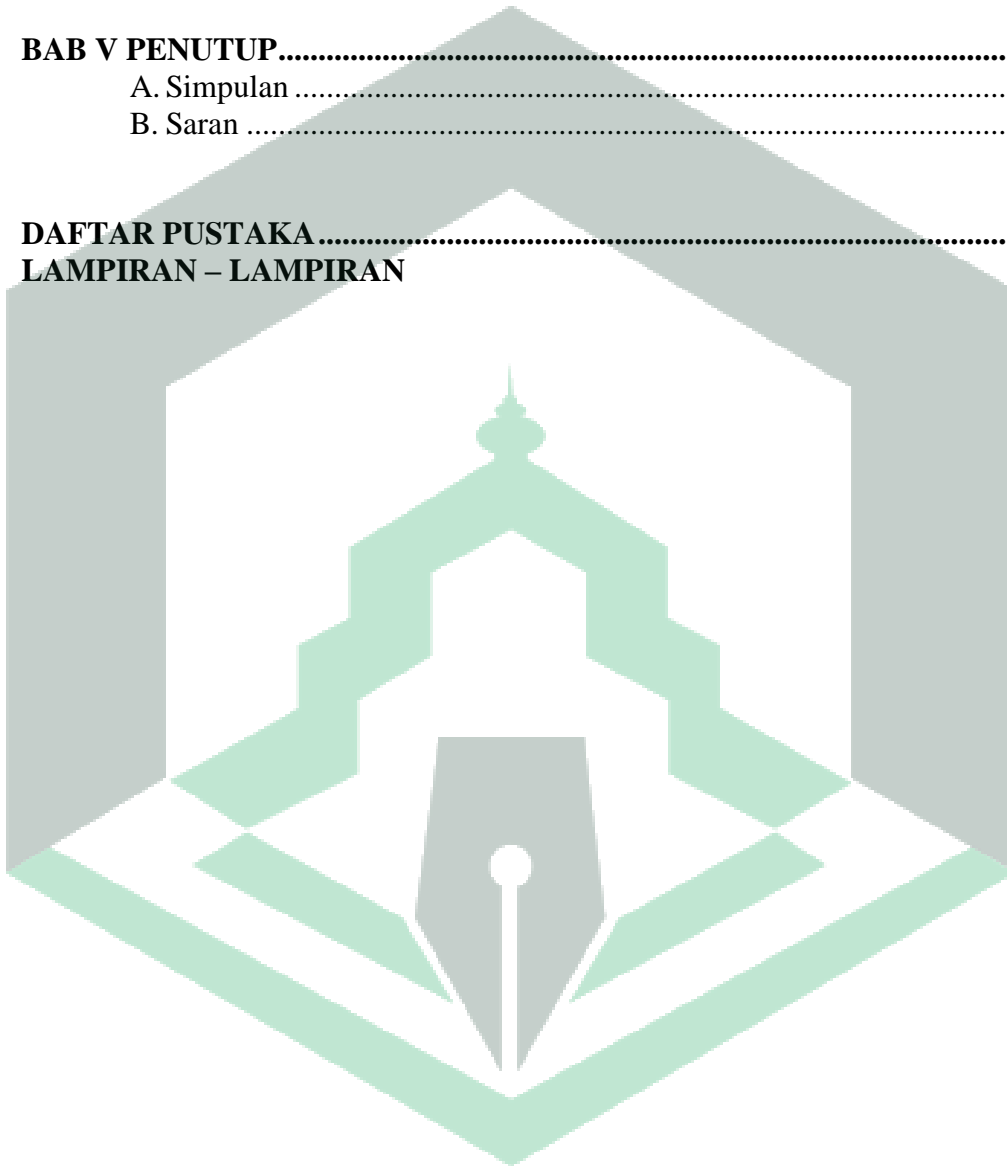 BAB V PENUTUP..........................................................................................
A. Simpulan ..........................................................................................
B. Saran ................................................................................................
DAFTAR PUSTAKA.....................................................................................
LAMPIRAN – LAMPIRAN